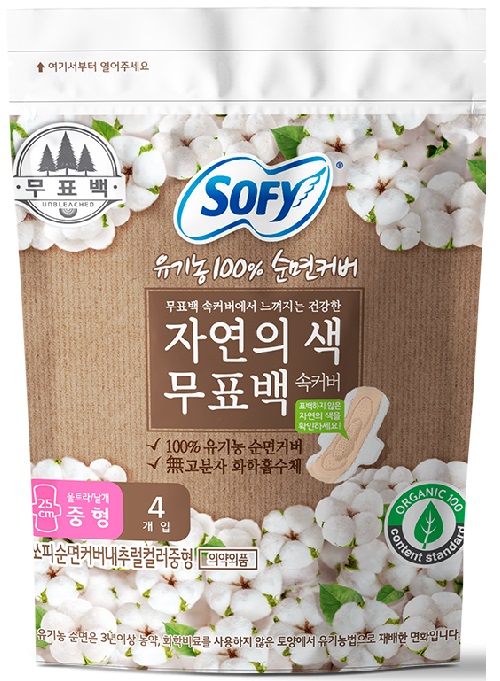 ⬆ 여기서부터 열어주세요
무표백
UNBLEACHED
SOFY®
유기농 100% 순면커버
무표백 속커버에서 느껴지는 건강한
자연의 색
무표백 속커버
표백하지 않은
자연의 색을
확인하세요!
✓ 100% 유기농 순면커버
✓ 無고분자 화학흡수체
25
cm
울트라/날개
중형
4
개입
ORGANIC 100
content standard
소피 순면커버내추럴컬러중형 의약외품
유기농 순면은 3년이상 농약, 화학비료를 사용하지 않은 토양에서 유기농법으로 재배한 면화입니다.